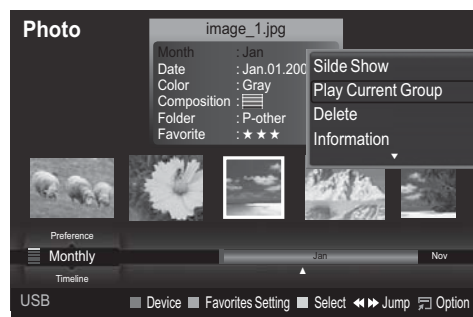 Photo
image_1.jpg
Month : Jan
Date : Jan.01.200
Color : Gray
Composition :
Folder : P-other
Favorite : ★★★
Silde Show
Play Current Group
Delete
Information
Preference
Monthly
Timeline
Jan
Nov
USB
Device
Favorites Setting
Select
Jump
Option